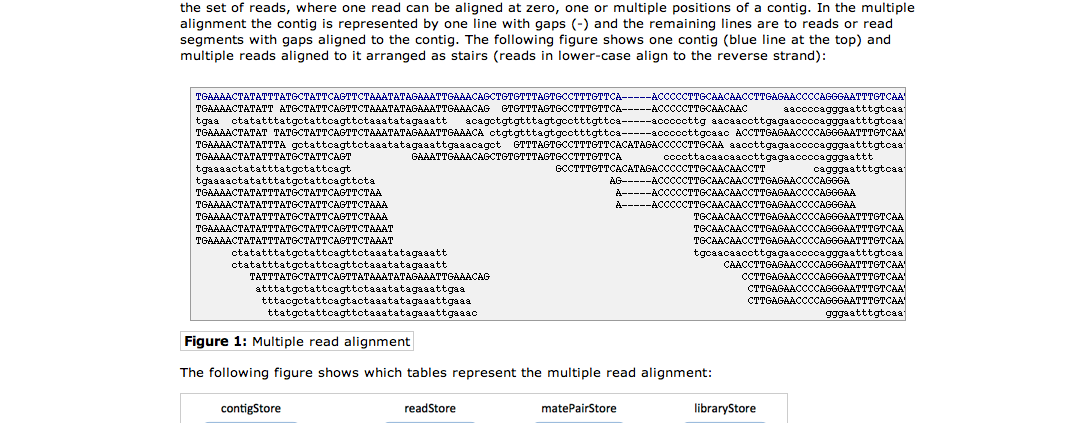 the set of reads, where one read can be aligned at zero, one or multiple positions of a contig. In the multiple
alignment the contig is represented by one line with gaps (-) and the remaining lines are to reads or read
segments with gaps aligned to the contig. The following figure shows one contig (blue line at the top) and
multiple reads aligned to it arranged as stairs (reads in lower-case align to the reverse strand):
TGAAAACTATATTTATGCTATTCAGTTCTAAATATAGAAATTGAAACAGCTGTGTTTAGTGCCTTTGTTCA-----ACCCCCTTGCAACAACCTTGAGAACCCCAGGGAATTTGTCAA
TGAAAACTATATT ATGCTATTCAGTTCTAAATATAGAAATTGAAACAG  GTGTTTAGTGCCTTTGTTCA-----ACCCCCTTGCAACAAC      aaccccagggaatttgtcaa
tgaa  ctatatttatgctattcagttctaaatatagaaatt   acagctgtgtttagtgcctttgttca-----acccccttg aacaaccttgagaaccccagggaatttgtcaa
TGAAAACTATAT TATGCTATTCAGTTCTAAATATAGAAATTGAAACA ctgtgtttagtgcctttgttca-----acccccttgcaac ACCTTGAGAACCCCAGGGAATTTGTCAA
TGAAAACTATATTTA gctattcagttctaaatatagaaattgaaacagct  GTTTAGTGCCTTTGTTCACATAGACCCCCTTGCAA aaccttgagaaccccagggaatttgtcaa
TGAAAACTATATTTATGCTATTCAGT          GAAATTGAAACAGCTGTGTTTAGTGCCTTTGTTCA       ccccttacaacaaccttgagaaccccagggaattt
tgaaaactatatttatgctattcagt                                  GCCTTTGTTCACATAGACCCCCTTGCAACAACCTT        cagggaatttgtcaa
tgaaaactatatttatgctattcagttcta                                       AG-----ACCCCCTTGCAACAACCTTGAGAACCCCAGGGA
TGAAAACTATATTTATGCTATTCAGTTCTAA                                       A-----ACCCCCTTGCAACAACCTTGAGAACCCCAGGGAA
TGAAAACTATATTTATGCTATTCAGTTCTAAA                                      A-----ACCCCCTTGCAACAACCTTGAGAACCCCAGGGAA
TGAAAACTATATTTATGCTATTCAGTTCTAAA                                                   TGCAACAACCTTGAGAACCCCAGGGAATTTGTCAA
TGAAAACTATATTTATGCTATTCAGTTCTAAAT                                                  TGCAACAACCTTGAGAACCCCAGGGAATTTGTCAA
TGAAAACTATATTTATGCTATTCAGTTCTAAAT                                                  TGCAACAACCTTGAGAACCCCAGGGAATTTGTCAA
ctatatttatgctattcagttctaaatatagaaatt                                         tgcaacaaccttgagaaccccagggaatttgtcaa
ctatatttatgctattcagttctaaatatagaaatt                                              CAACCTTGAGAACCCCAGGGAATTTGTCAA
TATTTATGCTATTCAGTTATAAATATAGAAATTGAAACAG                                          CCTTGAGAACCCCAGGGAATTTGTCAA
atttatgctattcagttctaaatatagaaattgaa                                               CTTGAGAACCCCAGGGAATTTGTCAA
tttacgctattcagtactaaatatagaaattgaaa                                              CTTGAGAACCCCAGGGAATTTGTCAA
ttatgctattcagttctaaatatagaaattgaaac                                                          gggaatttgtcaa
Figure 1: Multiple read alignment
The following figure shows which tables represent the multiple read alignment:
contigStore readStore matePairStore libraryStore